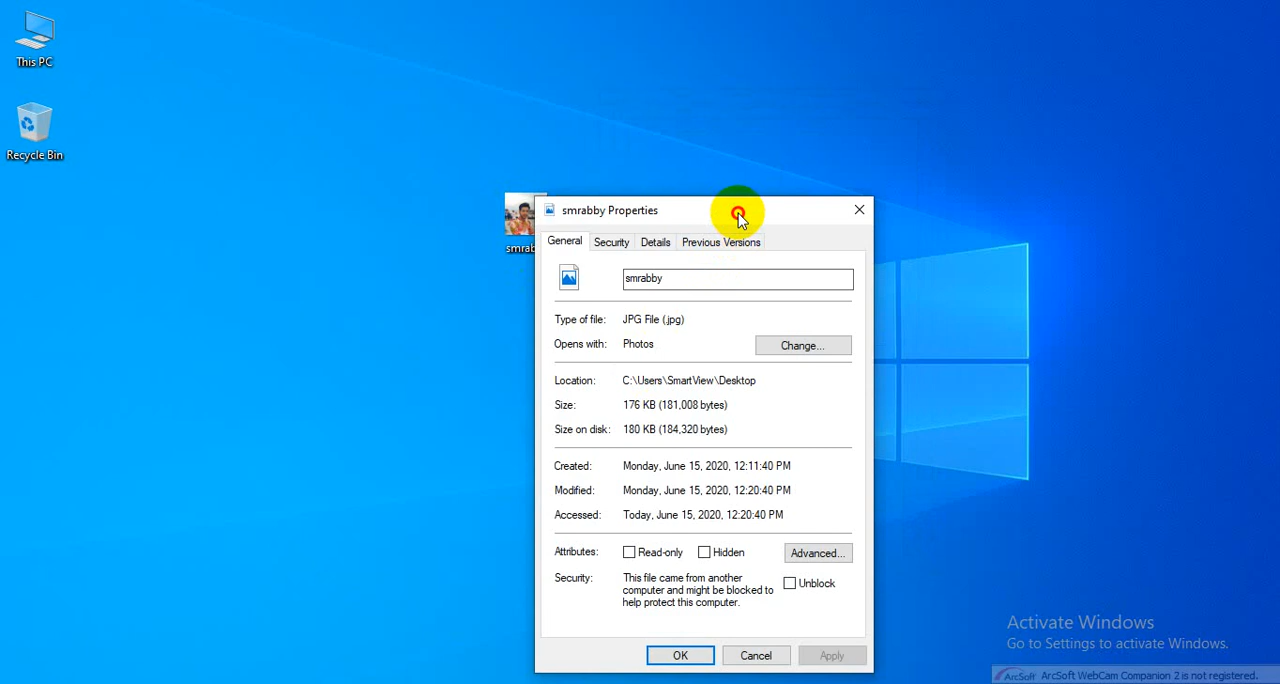 This PC
Recycle Bin
smrab
smrabby Properties
General Security Details Previous Versions
smrabby
Type of file: JPG File (.jpg)
Opens with: Photos Change...
Location: C:\Users\SmartView\Desktop
Size: 176 KB (181,008 bytes)
Size on disk: 180 KB (184,320 bytes)
Created: Monday, June 15, 2020, 12:11:40 PM
Modified: Monday, June 15, 2020, 12:20:40 PM
Accessed: Today, June 15, 2020, 12:20:40 PM
Attributes: Read-only Hidden Advanced...
Security: This file came from another
computer and might be blocked to
help protect this computer.
Unblock
OK Cancel Apply
Activate Windows
Go to Settings to activate Windows.
ArcSoft ArcSoft WebCam Companion 2 is not registered.